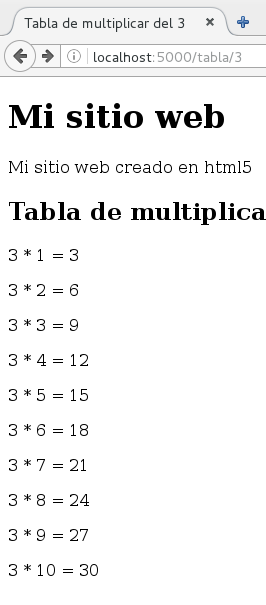 Tabla de multiplicar del 3
localhost:5000/tabla/3
Mi sitio web
Mi sitio web creado en html5
Tabla de multiplica
3 * 1 = 3
3 * 2 = 6
3 * 3 = 9
3 * 4 = 12
3 * 5 = 15
3 * 6 = 18
3 * 7 = 21
3 * 8 = 24
3 * 9 = 27
3 * 10 = 30